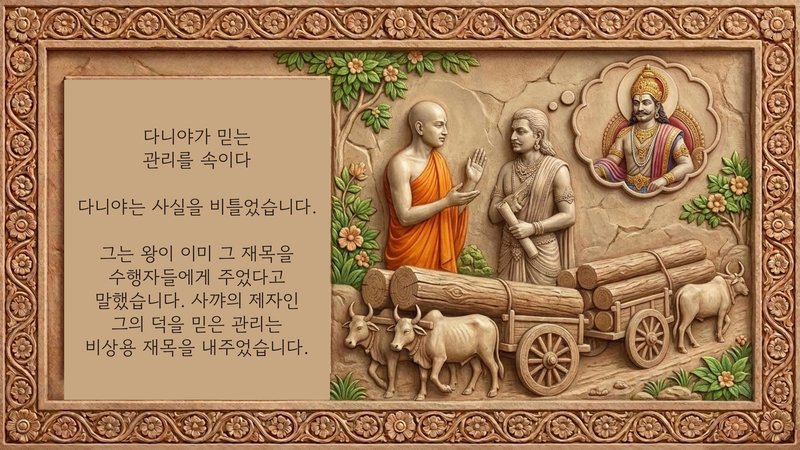 다니야가 믿는
관리를 속이다
다니야는 사실을 비틀었습니다.
그는 왕이 이미 그 재목을
수행자들에게 주었다고
말했습니다. 사꺄의 제자인
그의 덕을 믿은 관리는
비상용 재목을 내주었습니다.